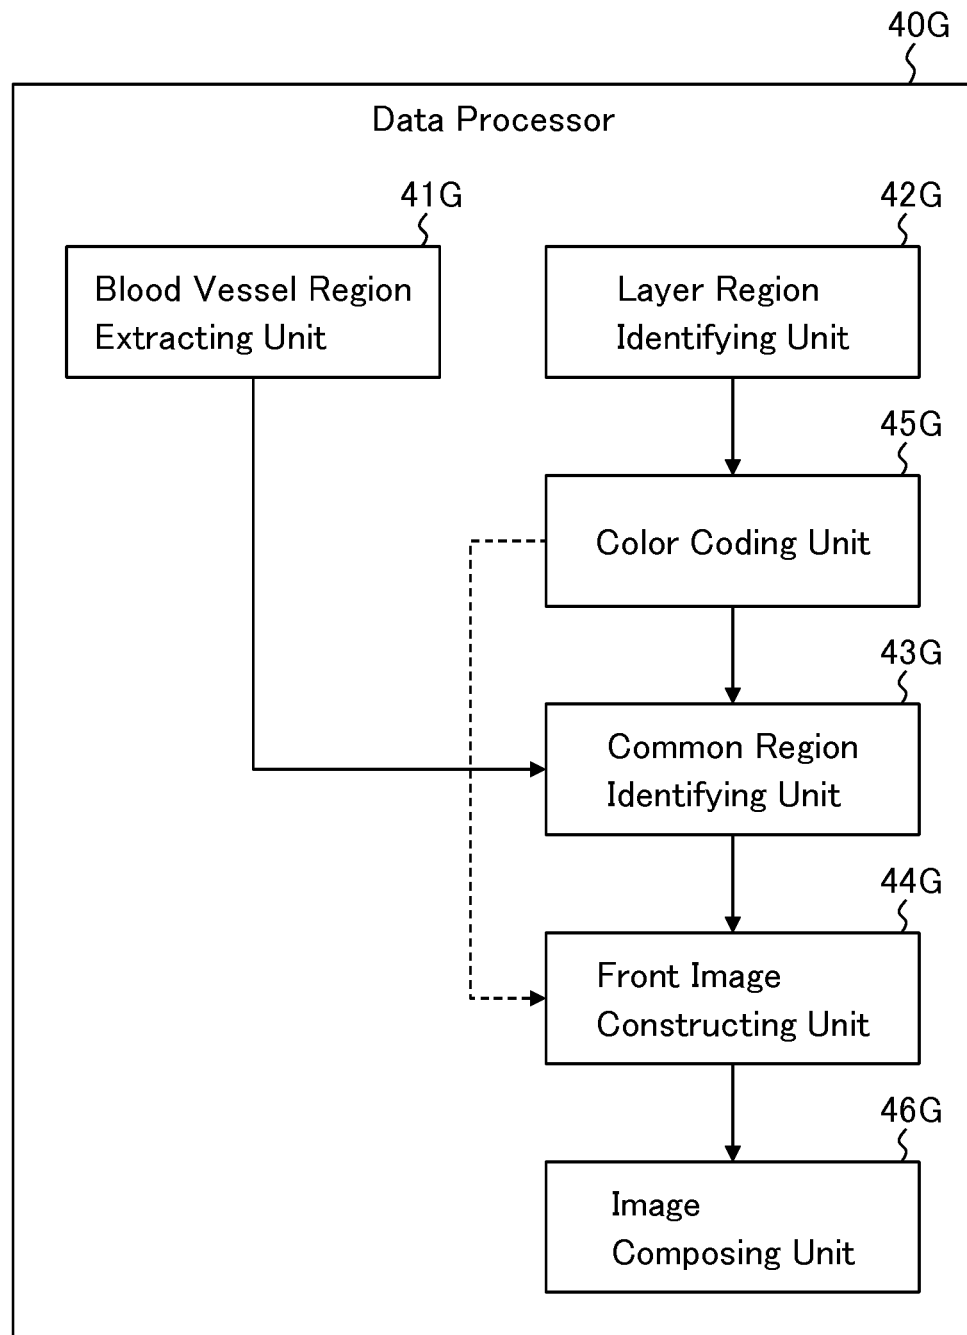 40G
Data Processor
41G
42G
Blood Vessel Region
Extracting Unit
Layer Region
Identifying Unit
45G
Color Coding Unit
43G
Common Region
Identifying Unit
44G
Front Image
Constructing Unit
46G
Image
Composing Unit